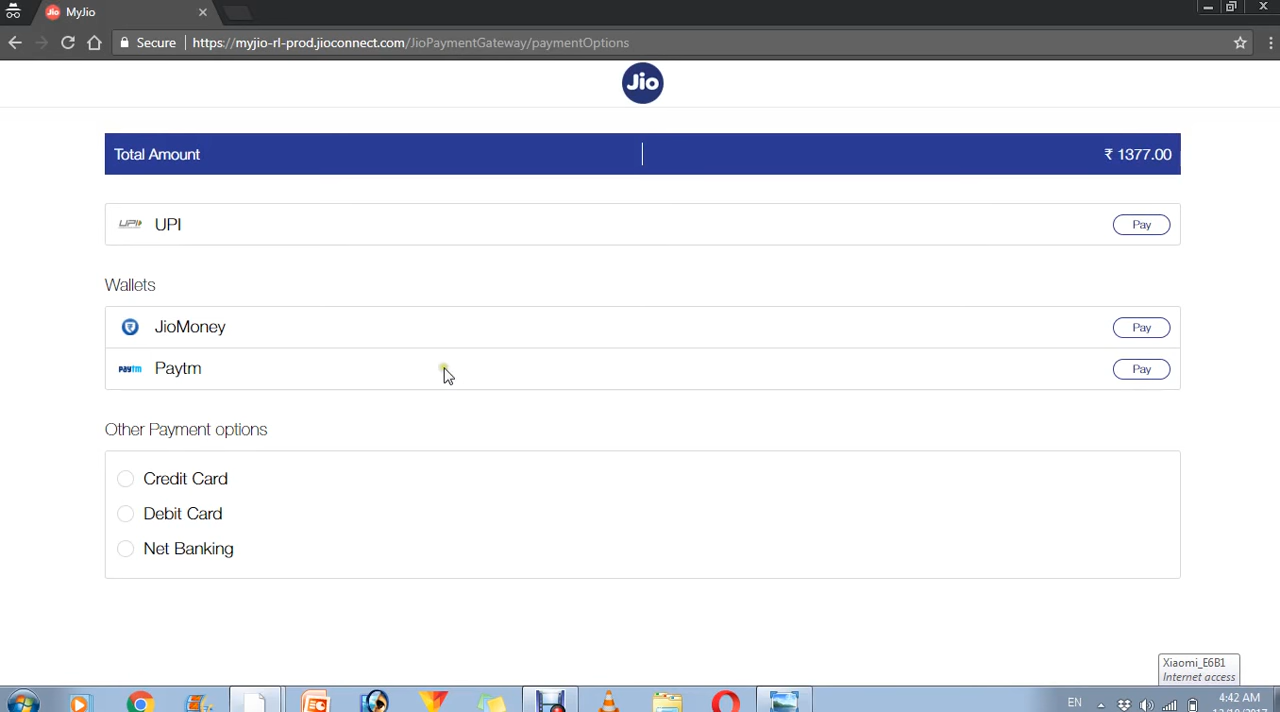 MyJio
Secure https://myjio-rl-prod.jioconnect.com/JioPaymentGateway/paymentOptions
Jio
Total Amount ₹ 1377.00
UPI UPI Pay
Wallets
JioMoney Pay
Paytm Paytm Pay
Other Payment options
Credit Card
Debit Card
Net Banking
Xiaomi_E6B1
Internet access
EN 4:42 AM